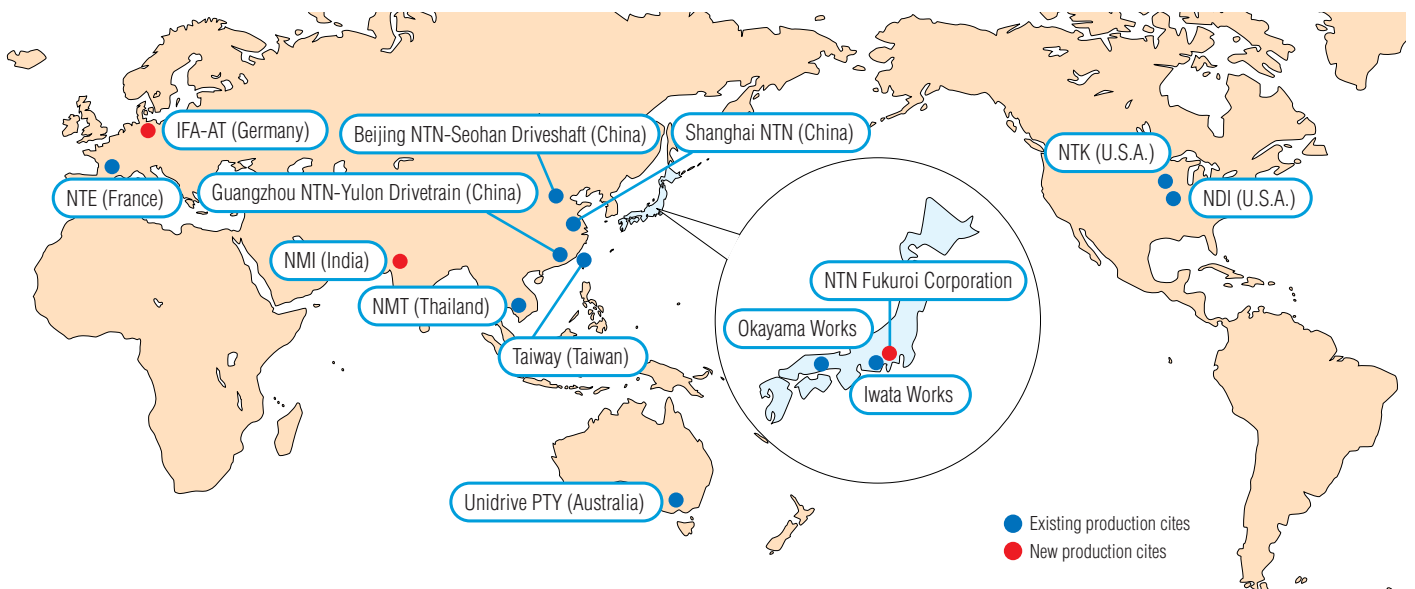 IFA-AT (Germany)
Beijing NTN-Seohan Driveshaft (China)
Shanghai NTN (China)
NTK (U.S.A.)
NTE (France)
Guangzhou NTN-Yulon Drivetrain (China)
NDI (U.S.A.)
NMI (India)
NTN Fukuroi Corporation
NMT (Thailand)
Okayama Works
Taiway (Taiwan)
Iwata Works
Unidrive PTY (Australia)
Existing production cites
New production cites